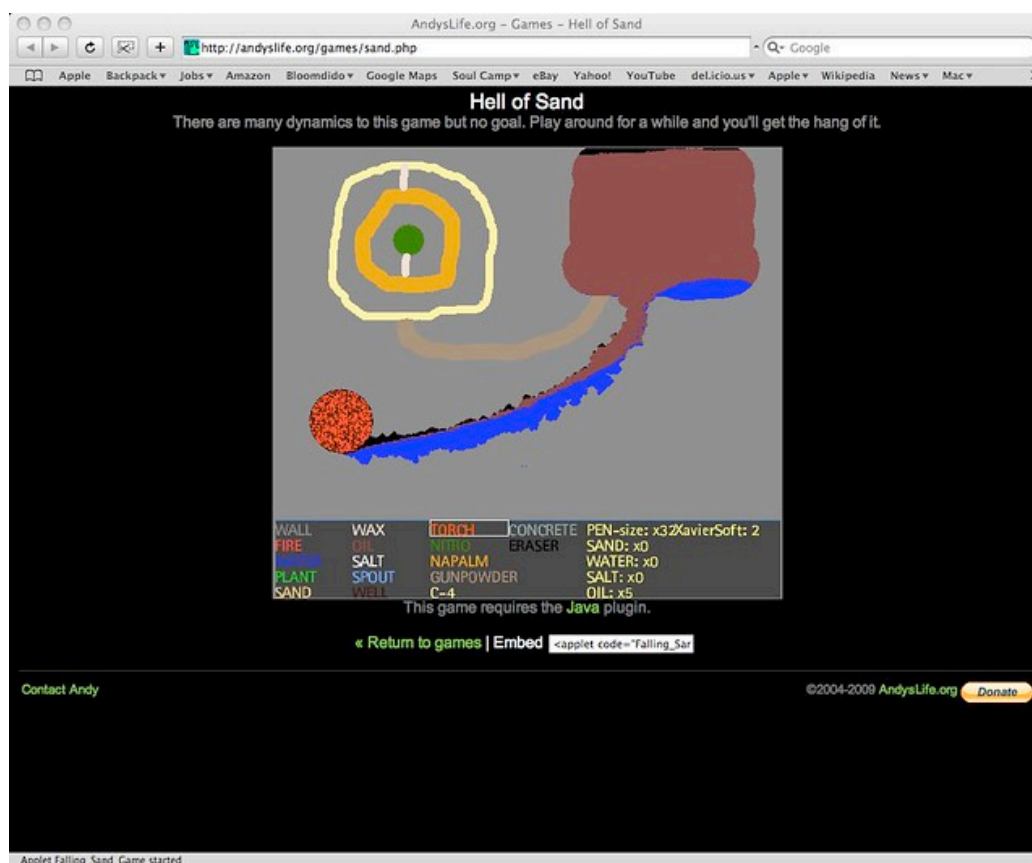 AndysLife.org – Games – Hell of Sand
http://andyslife.org/games/sand.php
Google
Apple Backpack Jobs Amazon Bloomdido Google Maps Soul Camp eBay Yahoo! YouTube del.icio.us Apple Wikipedia News Mac
Hell of Sand
There are many dynamics to this game but no goal. Play around for a while and you'll get the hang of it.
WALL WAX TORCH CONCRETE PEN-size: x32XavierSoft: 2
FIRE OIL NITRO ERASER SAND: x0
WATER SALT NAPALM WATER: x0
PLANT SPOUT GUNPOWDER SALT: x0
SAND WELL C-4 OIL: x5
This game requires the Java plugin.
« Return to games | Embed <applet code="Falling_Sar
Contact Andy ©2004-2009 AndysLife.org Donate
Applet Falling_Sand_Game started